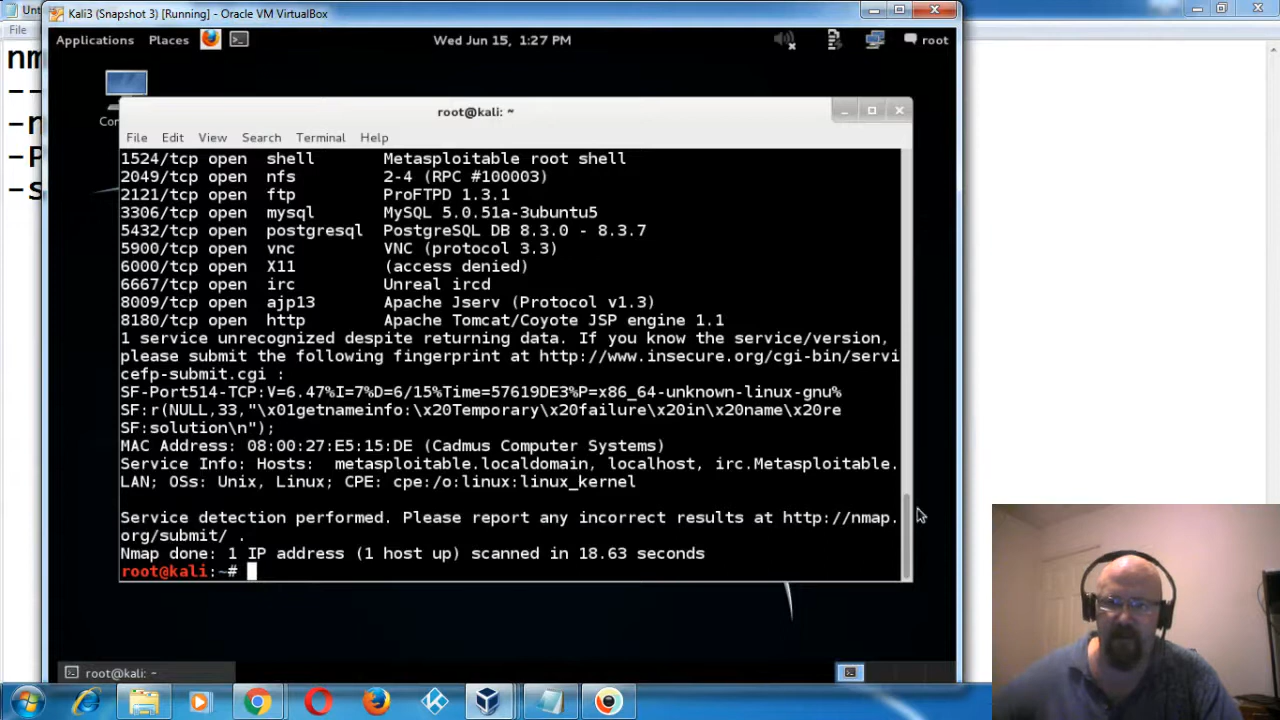 Unt
Kali3 (Snapshot 3) [Running] - Oracle VM VirtualBox
File
Applications Places Wed Jun 15, 1:27 PM root
nm
--
-n
-P
-s
Con
root@kali: ~
File Edit View Search Terminal Help
1524/tcp open shell Metasploitable root shell
2049/tcp open nfs 2-4 (RPC #100003)
2121/tcp open ftp ProFTPD 1.3.1
3306/tcp open mysql MySQL 5.0.51a-3ubuntu5
5432/tcp open postgresql PostgreSQL DB 8.3.0 - 8.3.7
5900/tcp open vnc VNC (protocol 3.3)
6000/tcp open X11 (access denied)
6667/tcp open irc Unreal ircd
8009/tcp open ajp13 Apache Jserv (Protocol v1.3)
8180/tcp open http Apache Tomcat/Coyote JSP engine 1.1
1 service unrecognized despite returning data. If you know the service/version,
please submit the following fingerprint at http://www.insecure.org/cgi-bin/servi
cefp-submit.cgi :
SF-Port514-TCP:V=6.47%I=7%D=6/15%Time=57619DE3%P=x86_64-unknown-linux-gnu%
SF:r(NULL,33,"\x01getnameinfo:\x20Temporary\x20failure\x20in\x20name\x20re
SF:solution\n");
MAC Address: 08:00:27:E5:15:DE (Cadmus Computer Systems)
Service Info: Hosts:  metasploitable.localdomain, localhost, irc.Metasploitable.
LAN; OSs: Unix, Linux; CPE: cpe:/o:linux:linux_kernel
Service detection performed. Please report any incorrect results at http://nmap.
org/submit/ .
Nmap done: 1 IP address (1 host up) scanned in 18.63 seconds
root@kali:~#
root@kali: ~